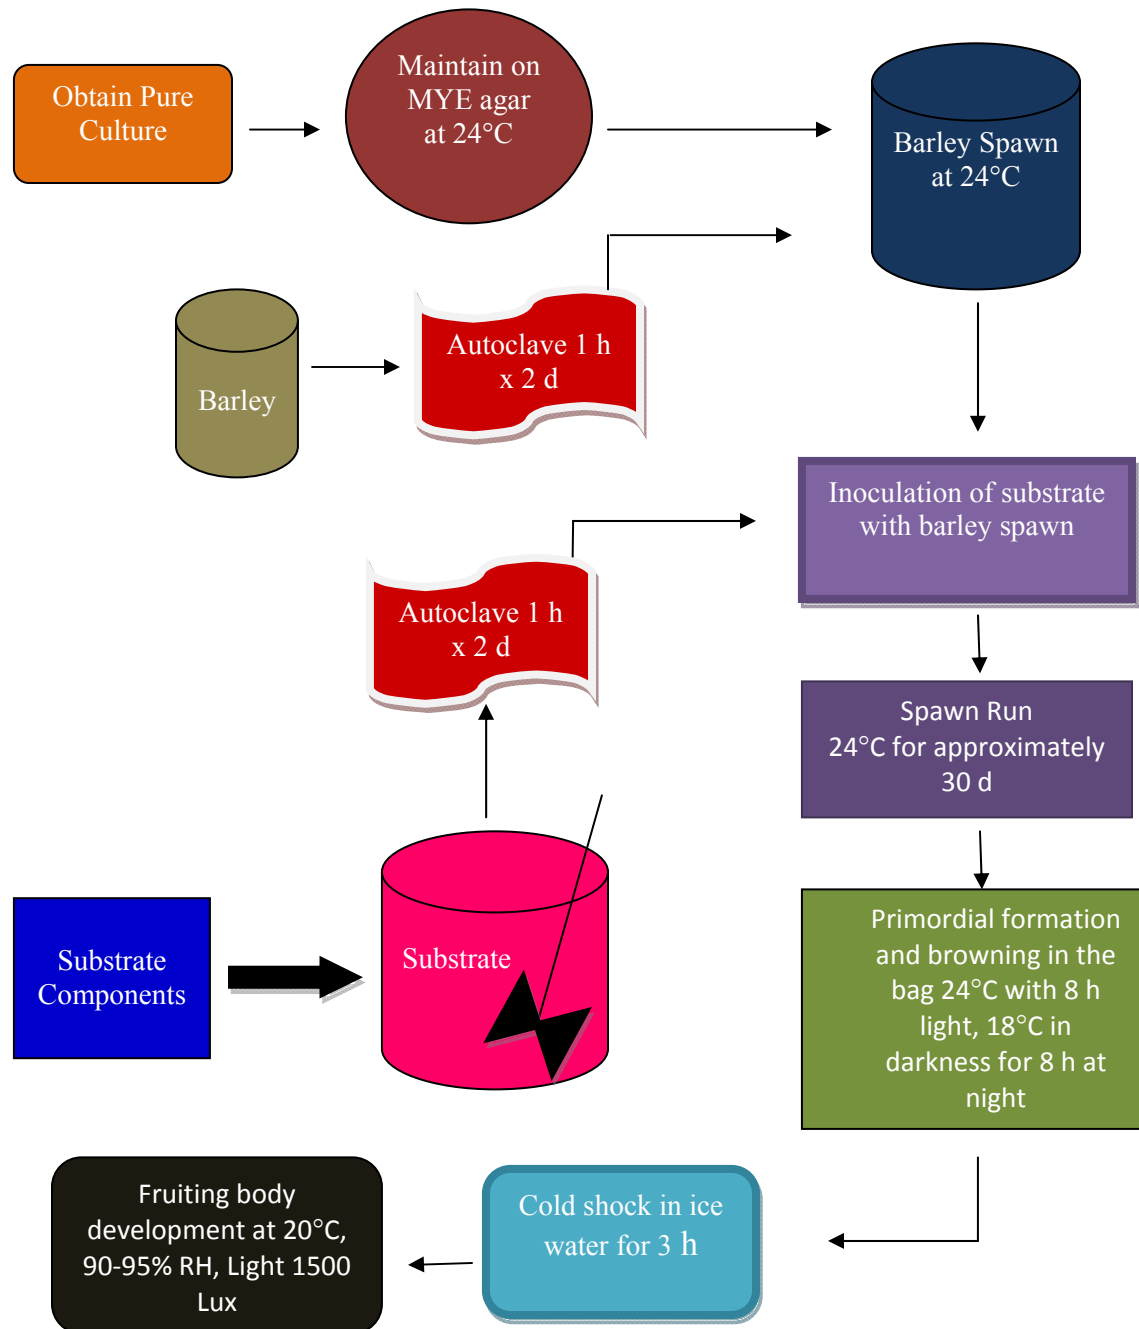 Obtain Pure
Culture
Maintain on
MYE agar
at 24°C
Barley Spawn
at 24°C
Barley
Autoclave 1 h
x 2 d
Inoculation of substrate
with barley spawn
Autoclave 1 h
x 2 d
Spawn Run
24°C for approximately
30 d
Substrate
Components
Substrate
Primordial formation
and browning in the
bag 24°C with 8 h
light, 18°C in
darkness for 8 h at
night
Cold shock in ice
water for 3 h
Fruiting body
development at 20°C,
90-95% RH, Light 1500
Lux